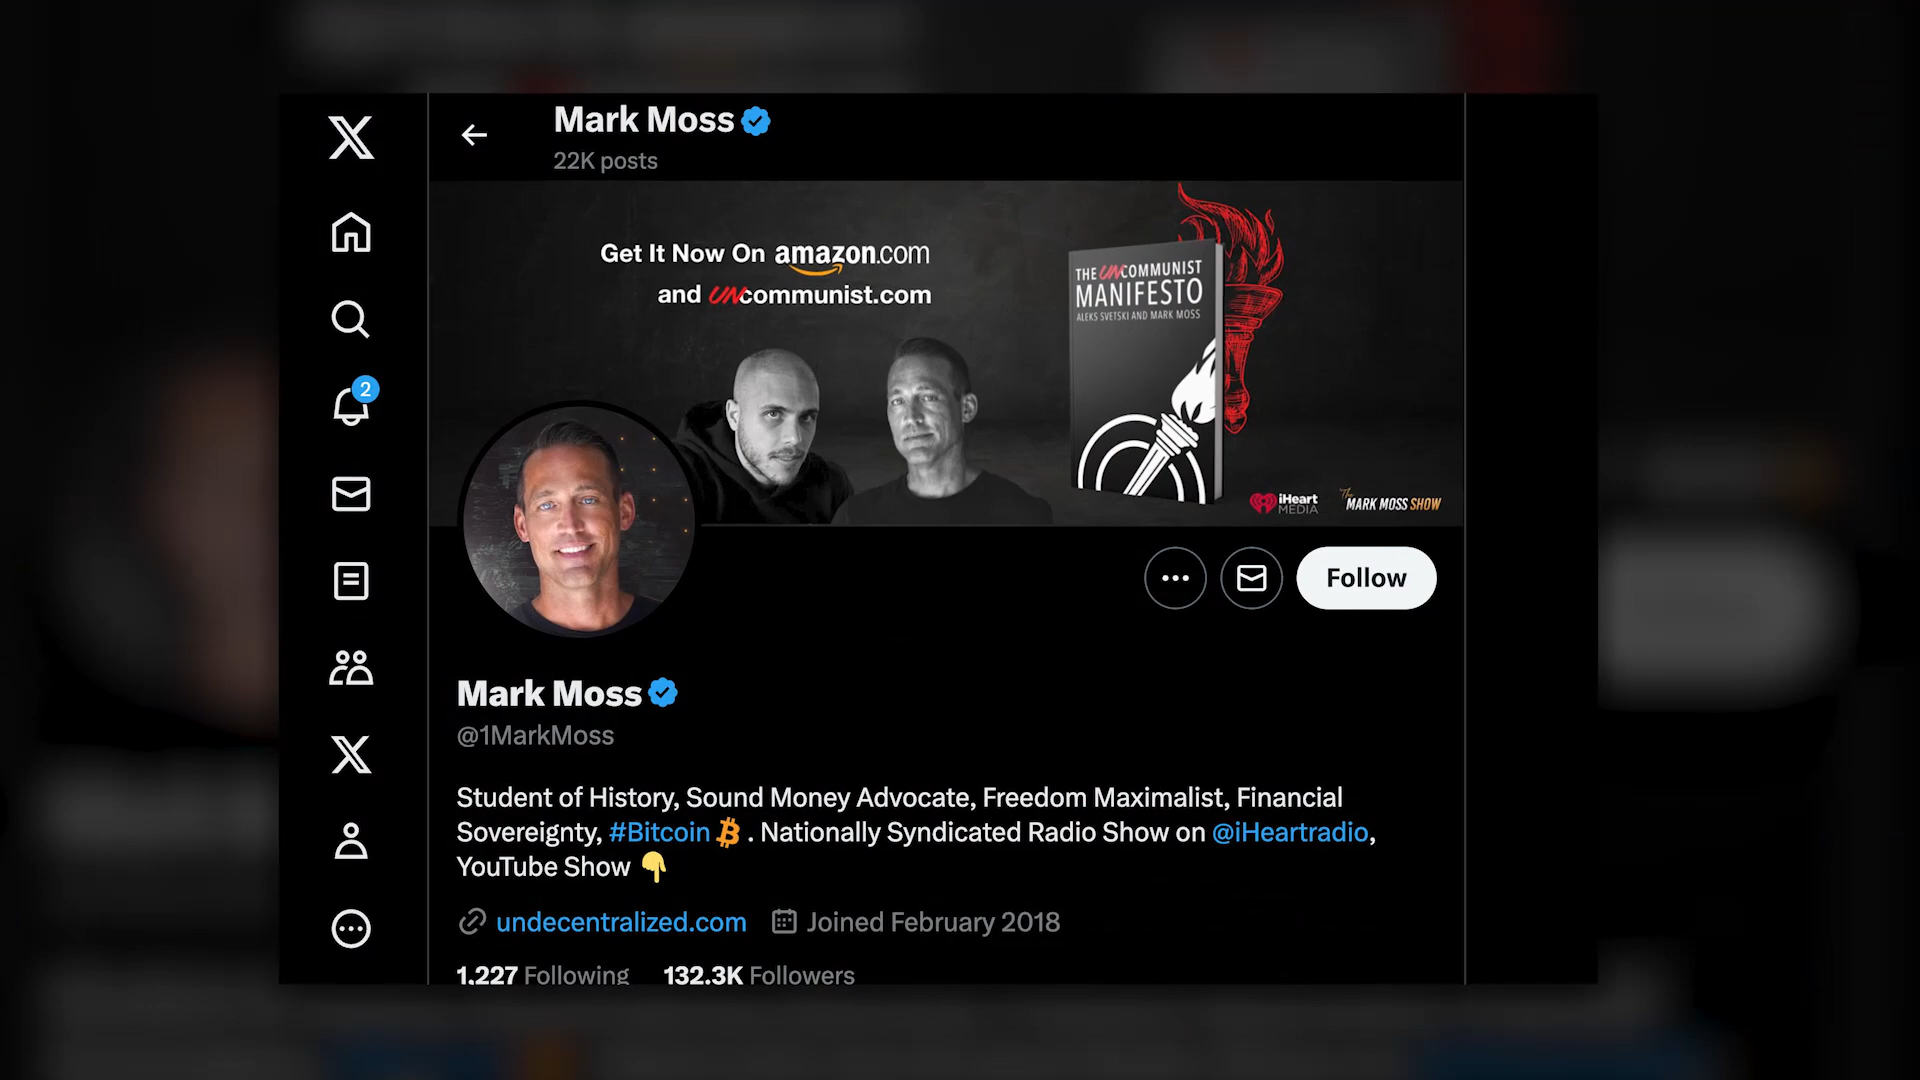 Mark Moss
22K posts
Get It Now On amazon.com
and UNcommunist.com
THE UNCOMMUNIST
MANIFESTO
ALEKS SVETSKI AND MARK MOSS
iHeart
MEDIA
The
MARK MOSS SHOW
2
Follow
Mark Moss
@1MarkMoss
Student of History, Sound Money Advocate, Freedom Maximalist, Financial
Sovereignty, #Bitcoin . Nationally Syndicated Radio Show on @iHeartradio,
YouTube Show 👇
undecentralized.com Joined February 2018
1,227 Following 132.3K Followers